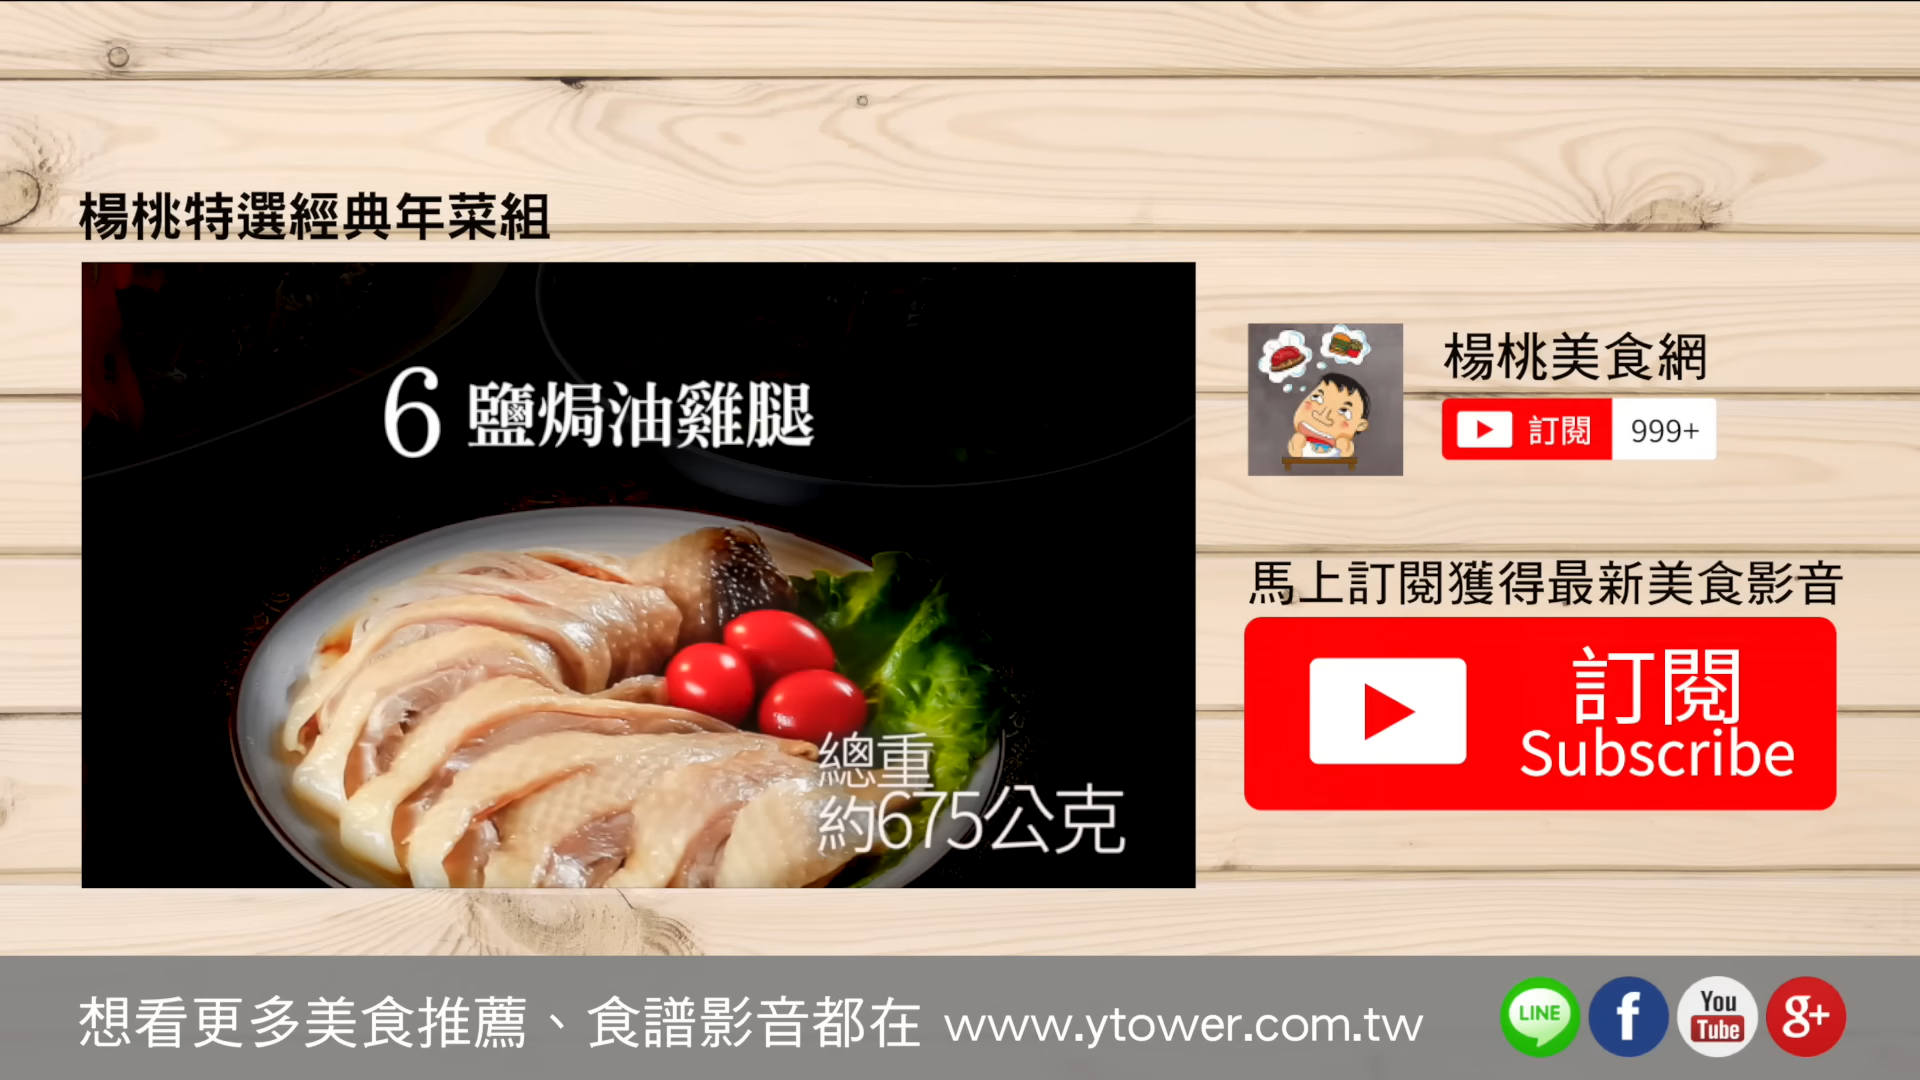 楊桃特選經典年菜組
6 鹽焗油雞腿
總重
約675公克
楊桃美食網
訂閱 999+
馬上訂閱獲得最新美食影音
訂閱
Subscribe
想看更多美食推薦、食譜影音都在 www.ytower.com.tw
LINE
f
You
Tube
g+